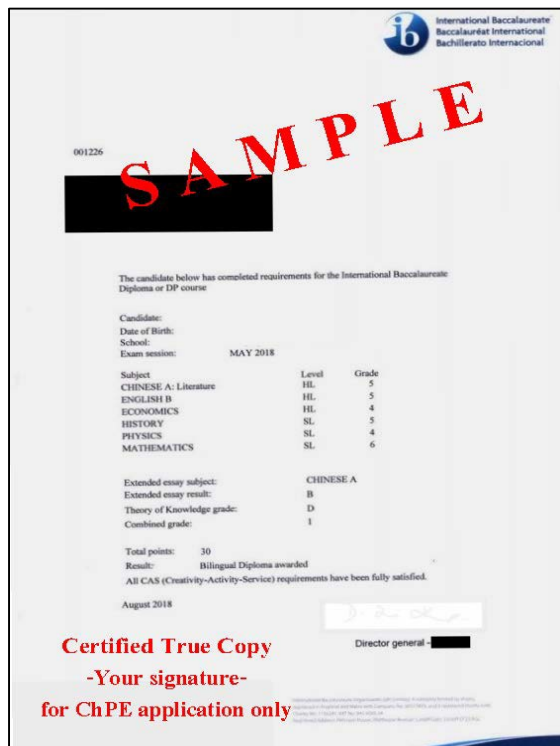 International Baccalaureate
Baccalauréat International
Bachillerato Internacional
ib
SAMPLE
001226
The candidate below has completed requirements for the International Baccalaureate
Diploma or DP course
Candidate:
Date of Birth:
School:
Exam session: MAY 2018
Subject Level Grade
CHINESE A: Literature HL 5
ENGLISH B HL 5
ECONOMICS HL 4
HISTORY SL 5
PHYSICS SL 4
MATHEMATICS SL 6
Extended essay subject: CHINESE A
Extended essay result: B
Theory of Knowledge grade: D
Combined grade: 1
Total points: 30
Result: Bilingual Diploma awarded
All CAS (Creativity-Activity-Service) requirements have been fully satisfied.
August 2018
Director general -
Certified True Copy
-Your signature-
for ChPE application only